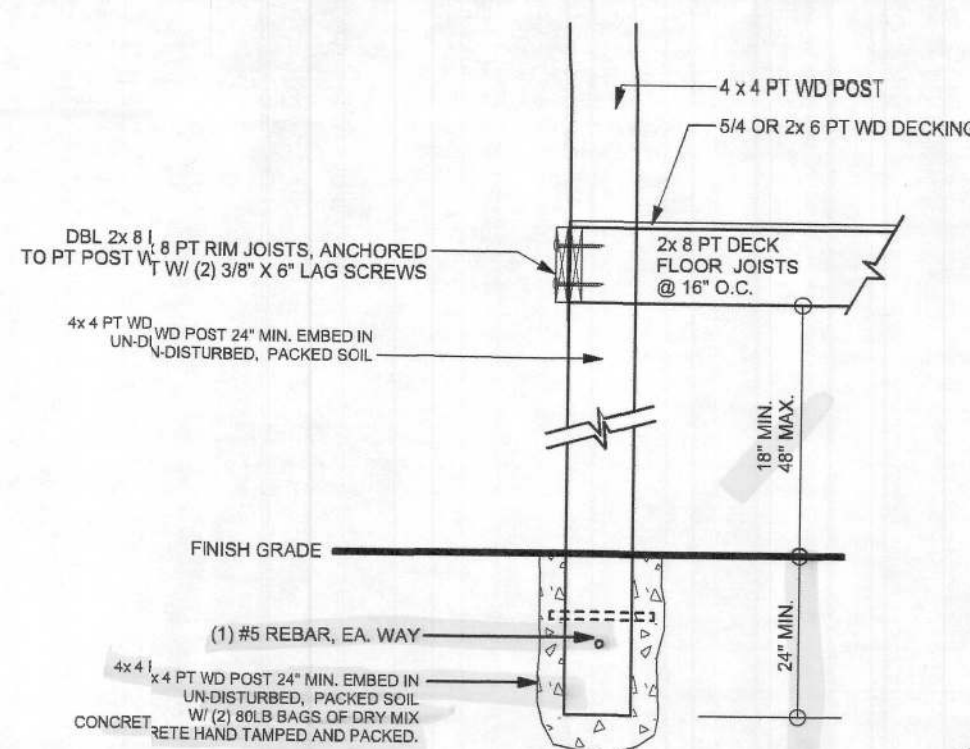 4 x 4 PT WD POST
5/4 OR 2x 6 PT WD DECKING
DBL 2x 8 PT RIM JOISTS, ANCHORED
TO PT POST W/ (2) 3/8" X 6" LAG SCREWS
2x 8 PT DECK
FLOOR JOISTS
@ 16" O.C.
4x 4 PT WD POST 24" MIN. EMBED IN
UN-DISTURBED, PACKED SOIL
18" MIN.
48" MAX.
FINISH GRADE
(1) #5 REBAR, EA. WAY
24" MIN.
4x 4 PT WD POST 24" MIN. EMBED IN
UN-DISTURBED, PACKED SOIL
W/ (2) 80LB BAGS OF DRY MIX
CONCRETE HAND TAMPED AND PACKED.